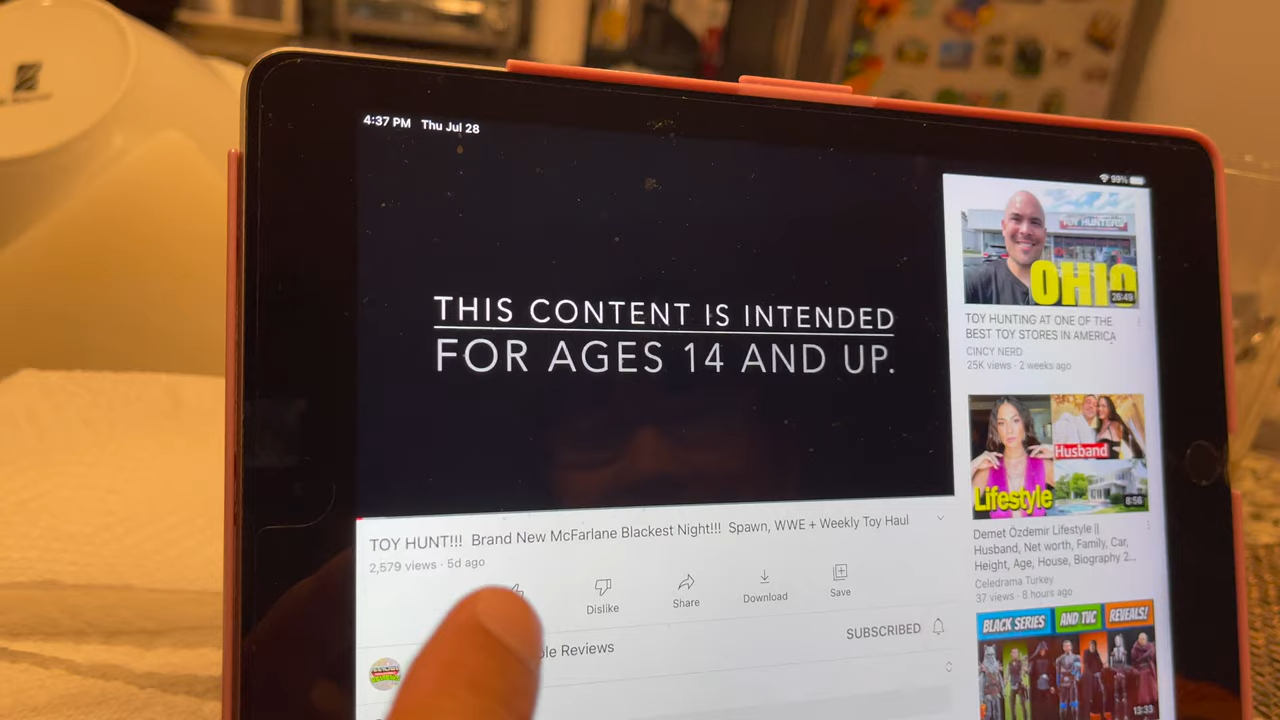 4:37 PM Thu Jul 28
99%
THIS CONTENT IS INTENDED
FOR AGES 14 AND UP.
TOY HUNT!!! Brand New McFarlane Blackest Night!!! Spawn, WWE + Weekly Toy Haul
2,579 views · 5d ago
Dislike
Share
Download
Save
Reviews
SUBSCRIBED
TOY HUNTERS
OHIO
26:49
TOY HUNTING AT ONE OF THE
BEST TOY STORES IN AMERICA
CINCY NERD
25K views · 2 weeks ago
Husband
Lifestyle
8:56
Demet Özdemir Lifestyle ||
Husband, Net worth, Family, Car,
Height, Age, House, Biography 2...
Celedrama Turkey
37 views · 8 hours ago
BLACK SERIES AND TVC REVEALS!
13:33